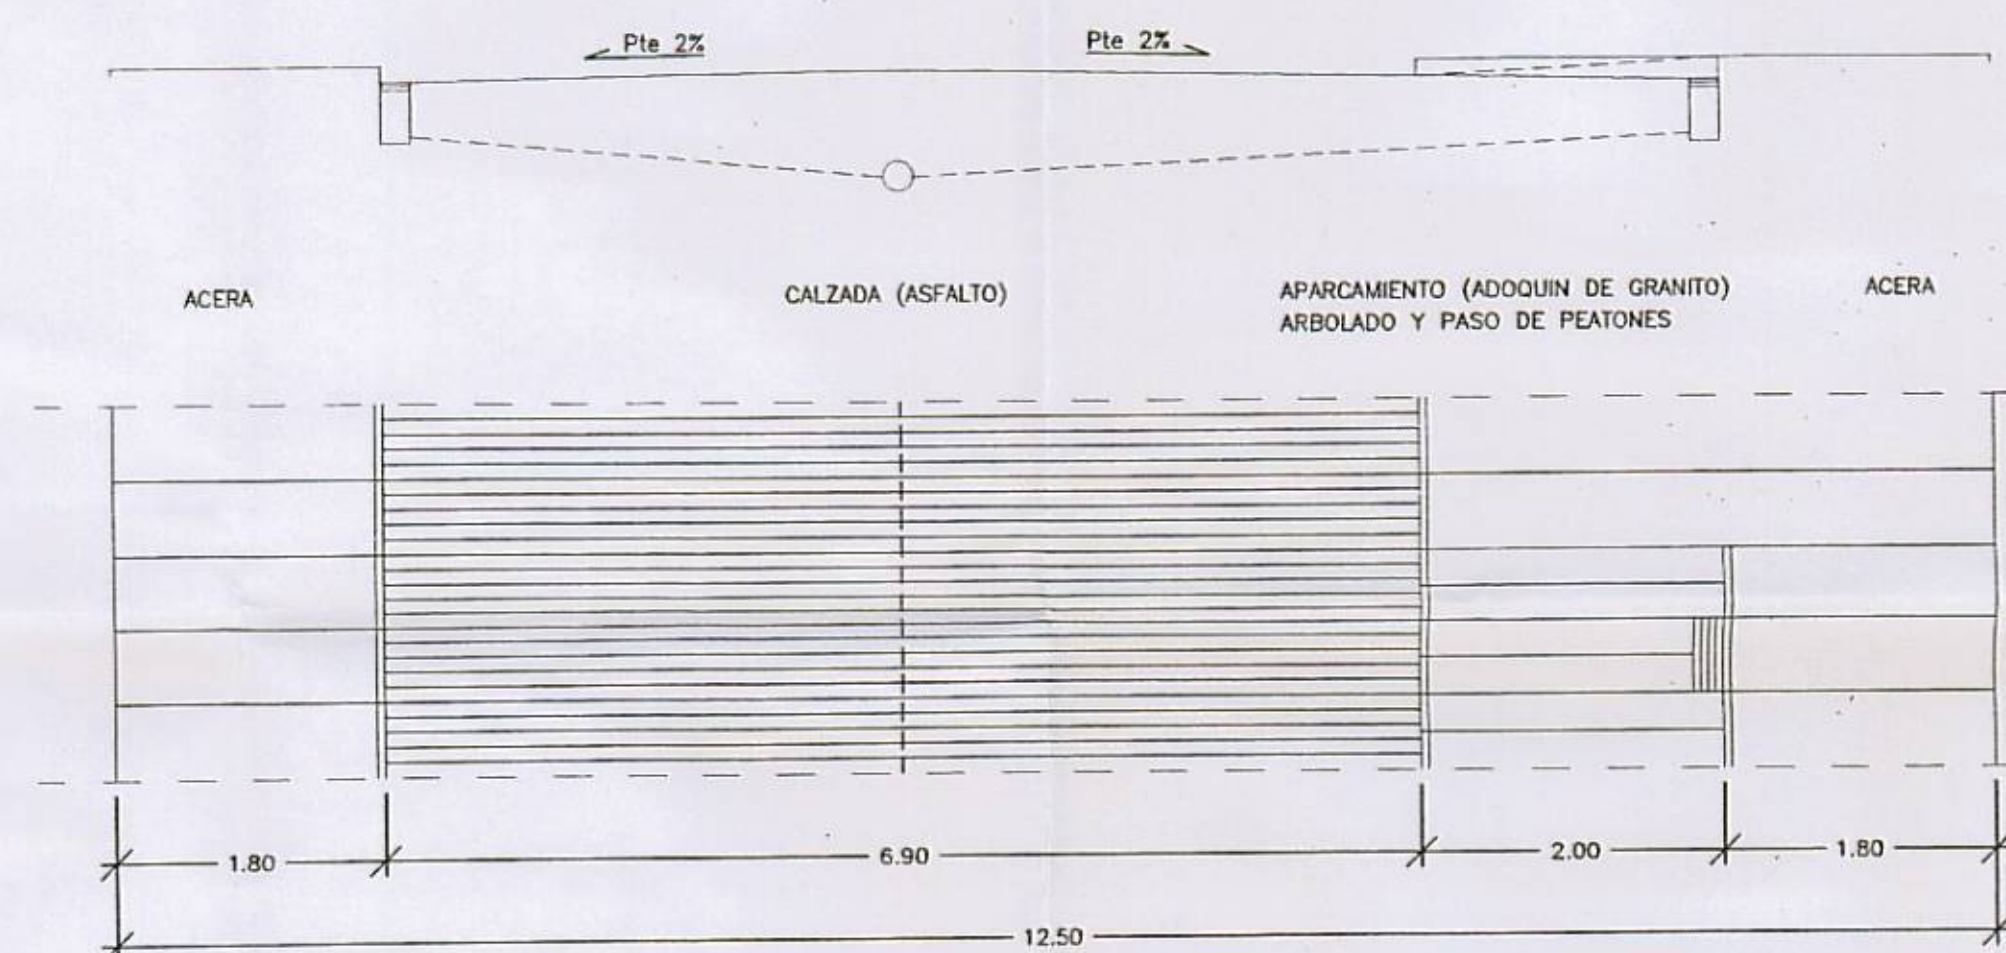 Pte 2%
Pte 2%
ACERA
CALZADA (ASFALTO)
APARCAMIENTO (ADOQUIN DE GRANITO)
ARBOLADO Y PASO DE PEATONES
ACERA
1.80
6.90
2.00
1.80
12.50